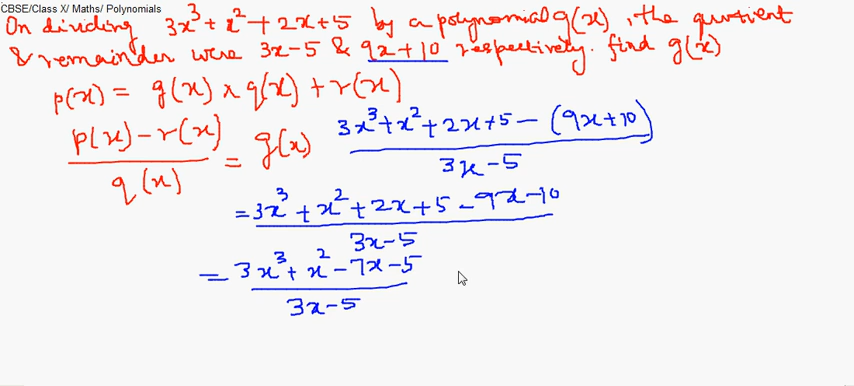 CBSE/Class X/ Maths/ Polynomials
On dividing 3x³ + x² + 2x + 5 by a polynomial g(x), the quotient
& remainder were 3x - 5 & 9x + 10 respectively. find g(x)
p(x) = g(x) x q(x) + r(x)
(p(x) - r(x)) / q(x) = g(x) (3x³ + x² + 2x + 5 - (9x + 10)) / (3x - 5)
= (3x³ + x² + 2x + 5 - 9x - 10) / (3x - 5)
= (3x³ + x² - 7x - 5) / (3x - 5)